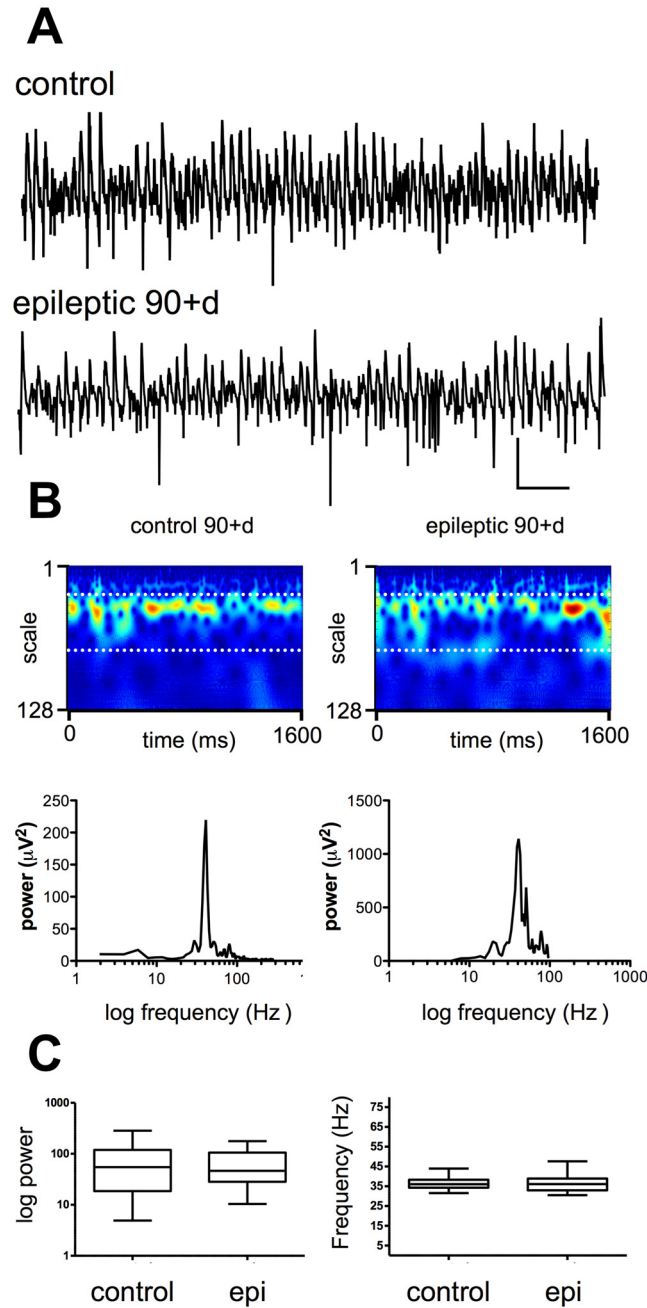 A
control
epileptic 90+d
B
control 90+d
epileptic 90+d
1
scale
128
0
time (ms)
1600
1
scale
128
0
time (ms)
1600
250
200
150
100
50
0
power (μV²)
1
10
100
log frequency (Hz )
1500
1000
500
0
power (μV²)
1
10
100
1000
log frequency (Hz )
C
1000
100
10
1
log power
control
epi
75
65
55
45
35
25
15
5
Frequency (Hz)
control
epi